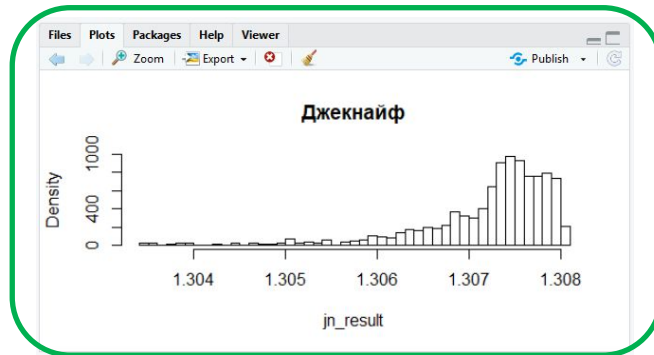 Files Plots Packages Help Viewer
Zoom Export Publish
Джекнайф
Density
1000
400
0
1.304 1.305 1.306 1.307 1.308
jn_result